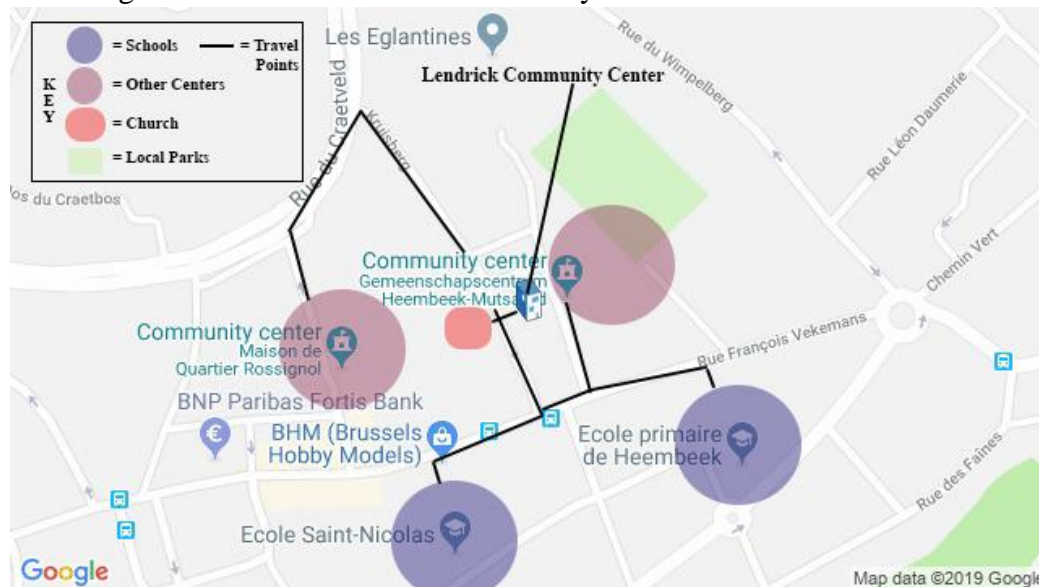 = Schools
= Travel
Points
K
E
Y
= Other Centers
= Church
= Local Parks
Les Eglantines
Lendrick Community Center
Rue du Wimpelberg
Rue Léon Daumerie
Rue du Craetveld
Kruisberg
os du Craetbos
Chemin Vert
Community center
Gemeenschapscentrum
Heembeek-Mutsaard
Community center
Maison de
Quartier Rossignol
Rue François Vekemans
BNP Paribas Fortis Bank
BHM (Brussels
Hobby Models)
Ecole primaire
de Heembeek
Rue des Faînes
Ecole Saint-Nicolas
Google
Map data ©2019 Google